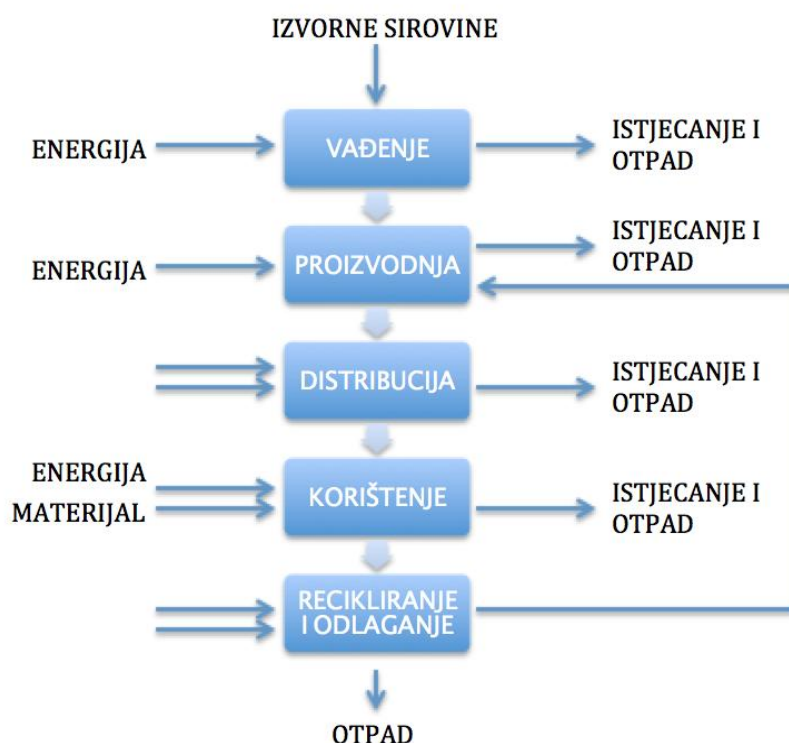 IZVORNE SIROVINE
ENERGIJA
VAĐENJE
ISTJECANJE I
OTPAD
ENERGIJA
PROIZVODNJA
ISTJECANJE I
OTPAD
DISTRIBUCIJA
ISTJECANJE I
OTPAD
ENERGIJA
MATERIJAL
KORIŠTENJE
ISTJECANJE I
OTPAD
RECIKLIRANJE
I ODLAGANJE
OTPAD